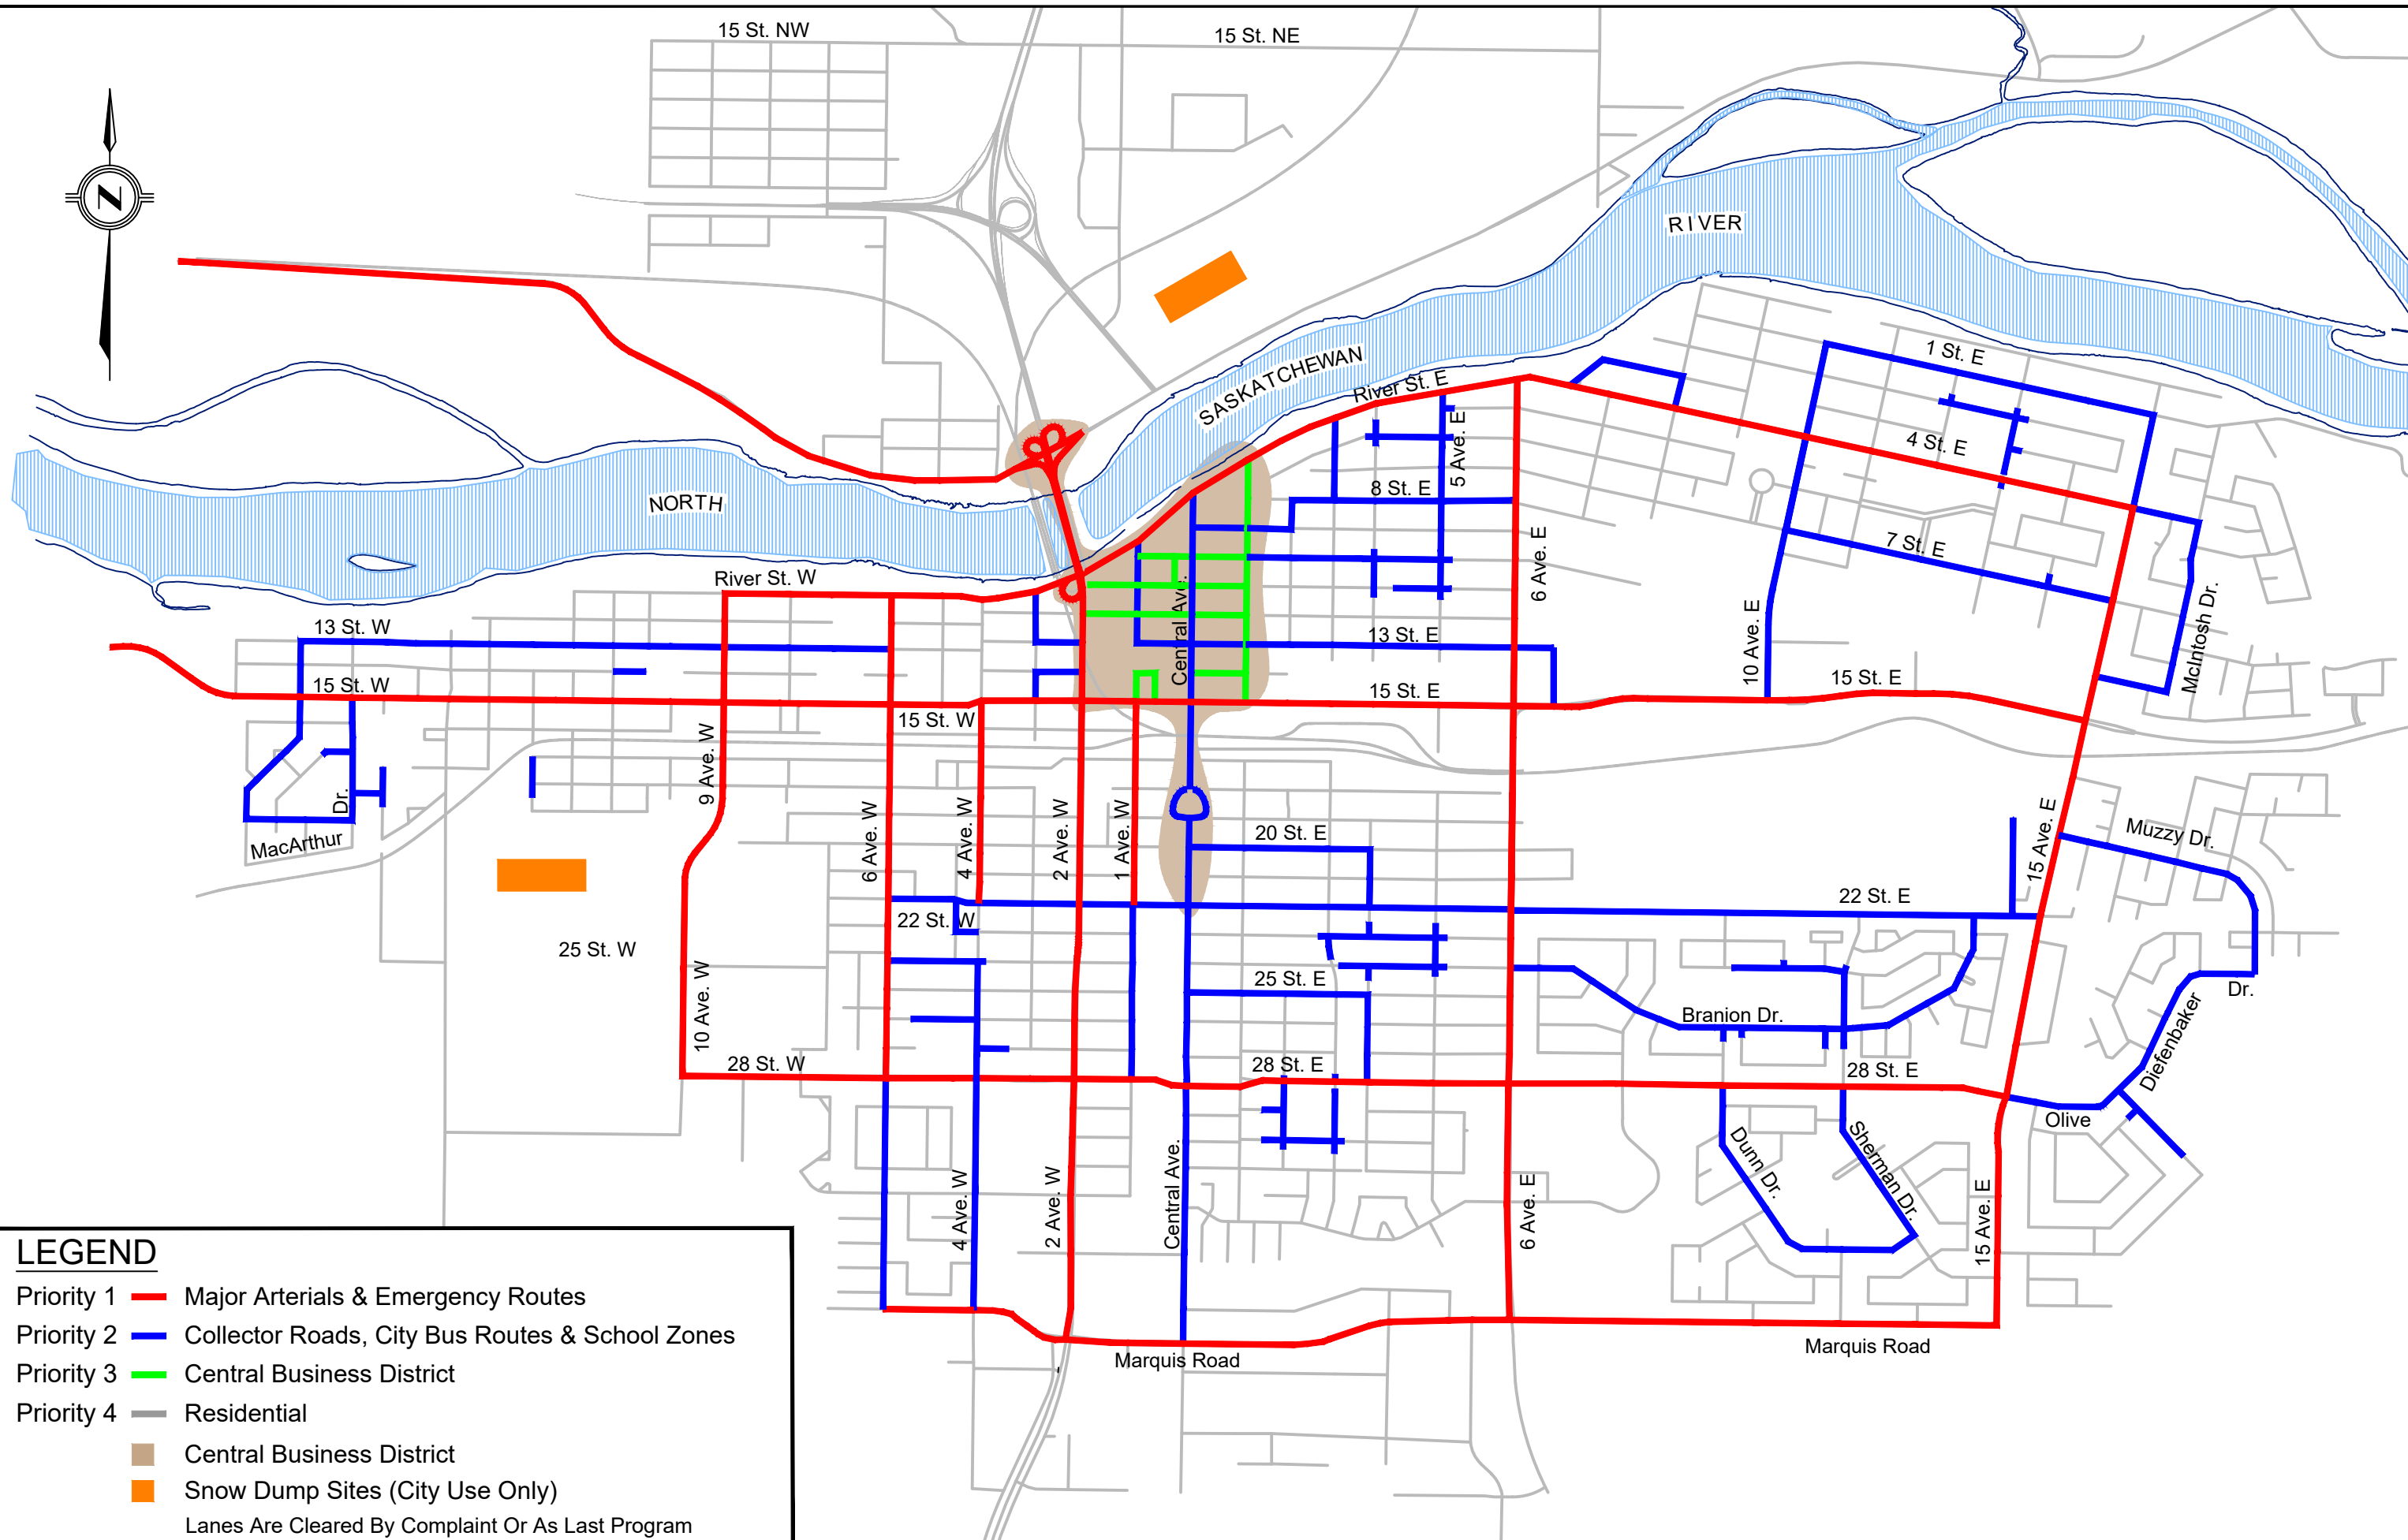 15 St. NW
15 St. NE
N
RIVER
SASKATCHEWAN
NORTH
River St. E
1 St. E
4 St. E
5 Ave. E
8 St. E
7 St. E
6 Ave. E
River St. W
13 St. W
13 St. E
Central Ave.
10 Ave. E
McIntosh Dr.
15 St. W
15 St. E
15 St. E
15 St. W
9 Ave. W
6 Ave. W
4 Ave. W
2 Ave. W
1 Ave. W
Dr.
MacArthur
20 St. E
15 Ave. E
Muzzy Dr.
22 St. E
22 St. W
25 St. W
10 Ave. W
25 St. E
Branion Dr.
Dr.
Diefenbaker
28 St. W
28 St. E
28 St. E
Olive
Dunn Dr.
Sherman Dr.
4 Ave. W
2 Ave. W
Central Ave.
6 Ave. E
15 Ave. E
Marquis Road
Marquis Road
LEGEND
Priority 1 Major Arterials & Emergency Routes
Priority 2 Collector Roads, City Bus Routes & School Zones
Priority 3 Central Business District
Priority 4 Residential
Central Business District
Snow Dump Sites (City Use Only)
Lanes Are Cleared By Complaint Or As Last Program